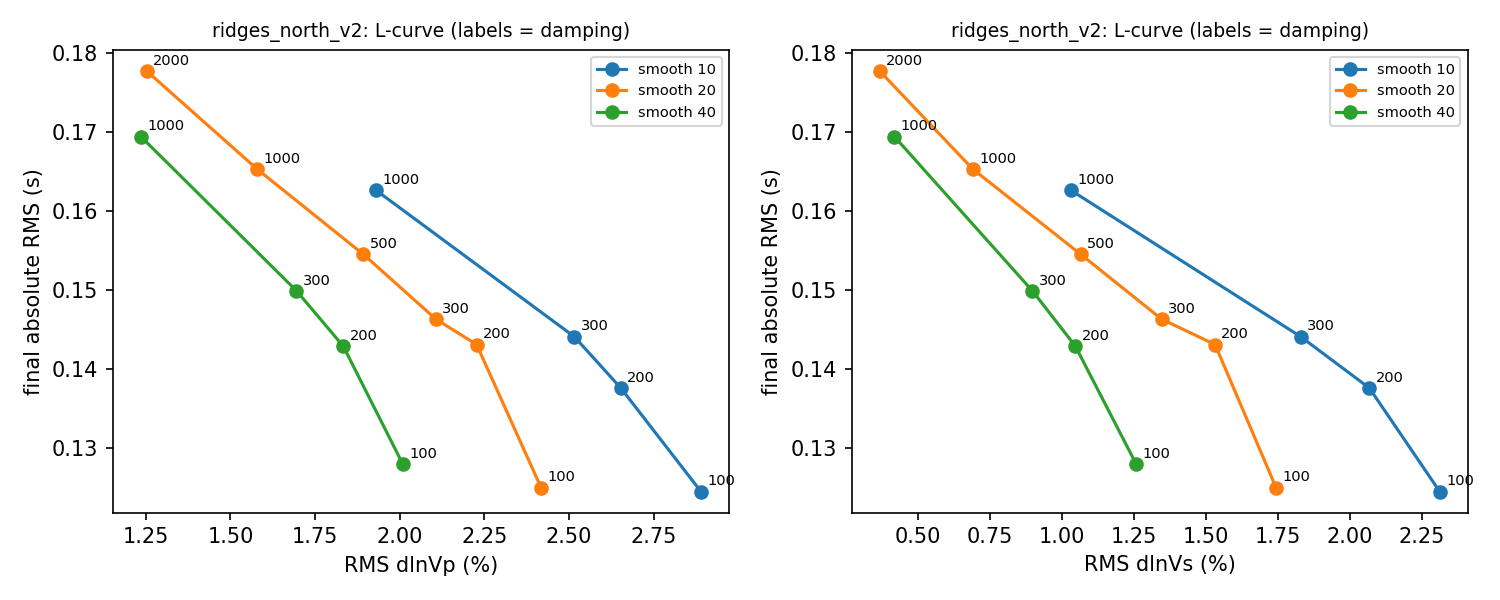 ridges_north_v2: L-curve (labels = damping)
final absolute RMS (s)
0.18
0.17
0.16
0.15
0.14
0.13
smooth 10
smooth 20
smooth 40
2000
1000
1000
1000
500
300
300
300
200
200
200
100
100
100
1.25 1.50 1.75 2.00 2.25 2.50 2.75
RMS dlnVp (%)
ridges_north_v2: L-curve (labels = damping)
final absolute RMS (s)
0.18
0.17
0.16
0.15
0.14
0.13
smooth 10
smooth 20
smooth 40
2000
1000
1000
1000
500
300
300
300
200
200
200
100
100
100
0.50 0.75 1.00 1.25 1.50 1.75 2.00 2.25
RMS dlnVs (%)